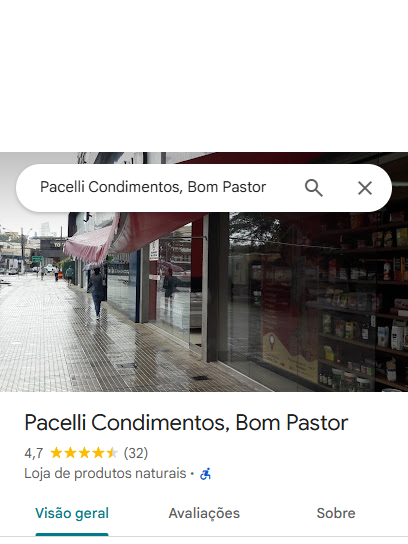 Pacelli Condimentos, Bom Pastor
Pacelli Condimentos, Bom Pastor
4,7 (32)
Loja de produtos naturais ·
Visão geral
Avaliações
Sobre